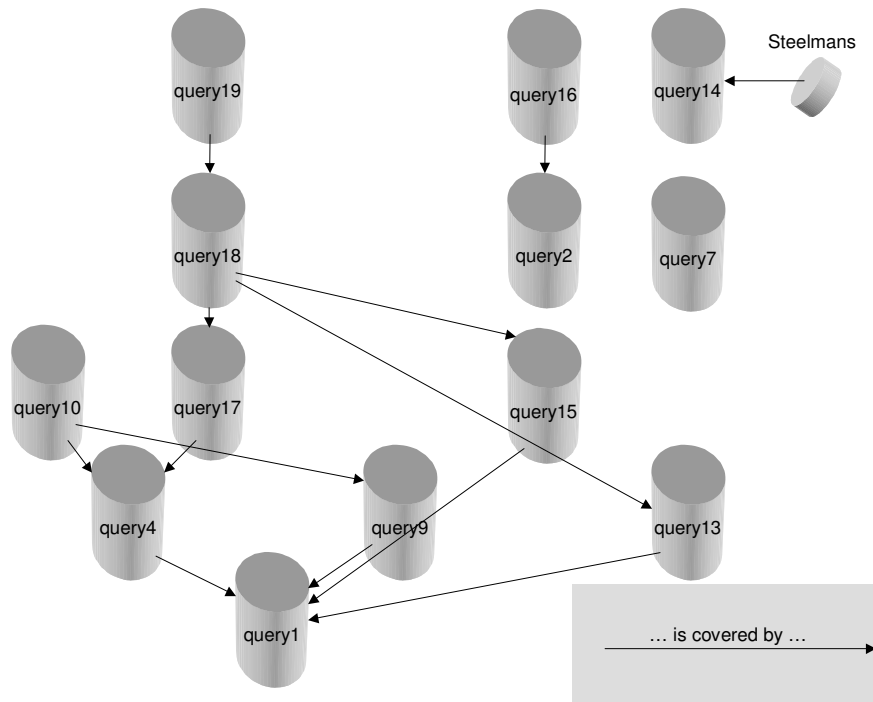 Steelmans
query19
query16
query14
query18
query2
query7
query10
query17
query15
query4
query9
query13
query1
… is covered by …